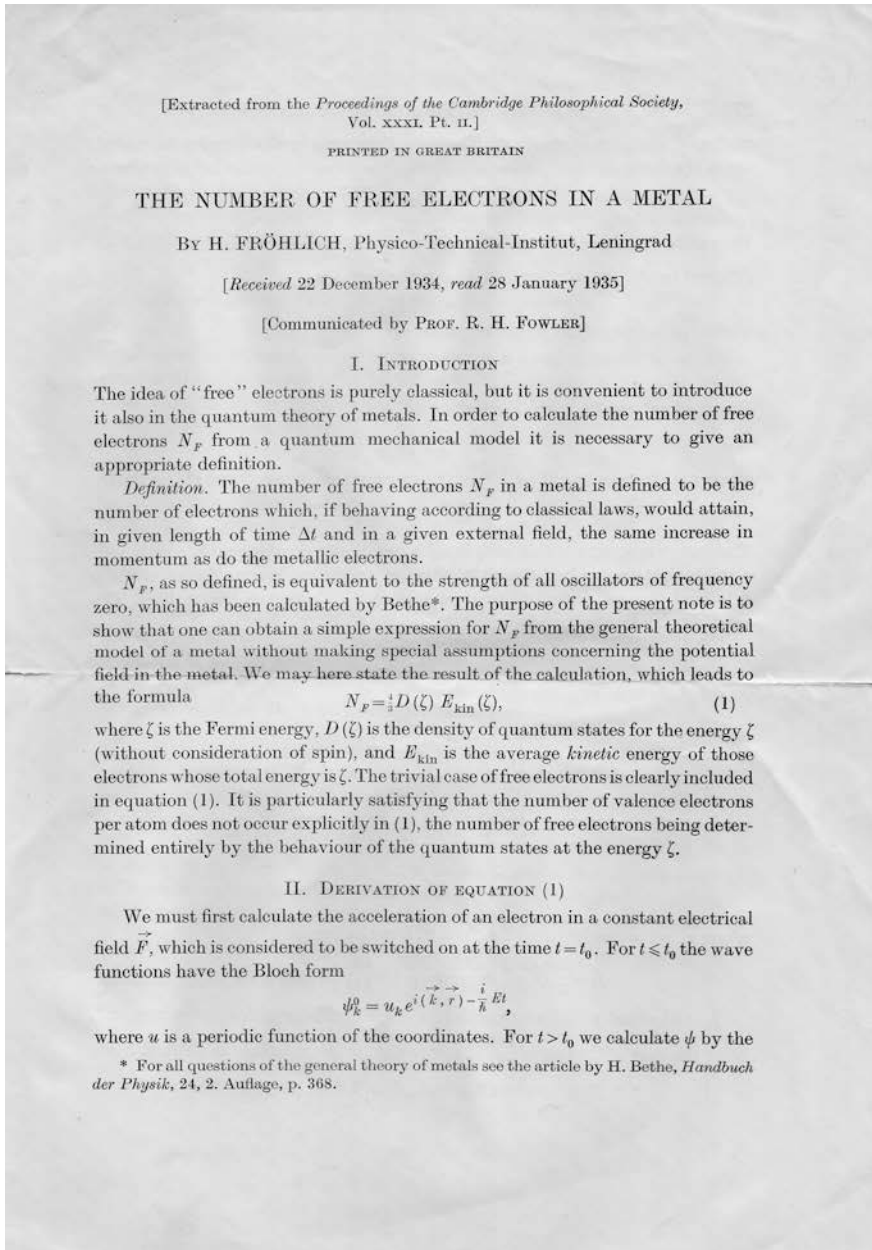 [Extracted from the Proceedings of the Cambridge Philosophical Society,
Vol. XXXI. Pt. II.]
PRINTED IN GREAT BRITAIN
THE NUMBER OF FREE ELECTRONS IN A METAL
BY H. FRÖHLICH, Physico-Technical-Institut, Leningrad
[Received 22 December 1934, read 28 January 1935]
[Communicated by PROF. R. H. FOWLER]
I. INTRODUCTION
The idea of “free” electrons is purely classical, but it is convenient to introduce
it also in the quantum theory of metals. In order to calculate the number of free
electrons N_F from a quantum mechanical model it is necessary to give an
appropriate definition.
Definition. The number of free electrons N_F in a metal is defined to be the
number of electrons which, if behaving according to classical laws, would attain,
in given length of time Δt and in a given external field, the same increase in
momentum as do the metallic electrons.
N_F, as so defined, is equivalent to the strength of all oscillators of frequency
zero, which has been calculated by Bethe*. The purpose of the present note is to
show that one can obtain a simple expression for N_F from the general theoretical
model of a metal without making special assumptions concerning the potential
field in the metal. We may here state the result of the calculation, which leads to
the formula N_F = 4/3 D(ζ) E_kin(ζ), (1)
where ζ is the Fermi energy, D(ζ) is the density of quantum states for the energy ζ
(without consideration of spin), and E_kin is the average kinetic energy of those
electrons whose total energy is ζ. The trivial case of free electrons is clearly included
in equation (1). It is particularly satisfying that the number of valence electrons
per atom does not occur explicitly in (1), the number of free electrons being deter-
mined entirely by the behaviour of the quantum states at the energy ζ.
II. DERIVATION OF EQUATION (1)
We must first calculate the acceleration of an electron in a constant electrical
field F⃗, which is considered to be switched on at the time t=t₀. For t⩽t₀ the wave
functions have the Bloch form
ψ_k^0 = u_k e^{i(k⃗, r⃗) − (i/ħ) Et},
where u is a periodic function of the coordinates. For t>t₀ we calculate ψ by the
* For all questions of the general theory of metals see the article by H. Bethe, Handbuch
der Physik, 24, 2. Auflage, p. 368.